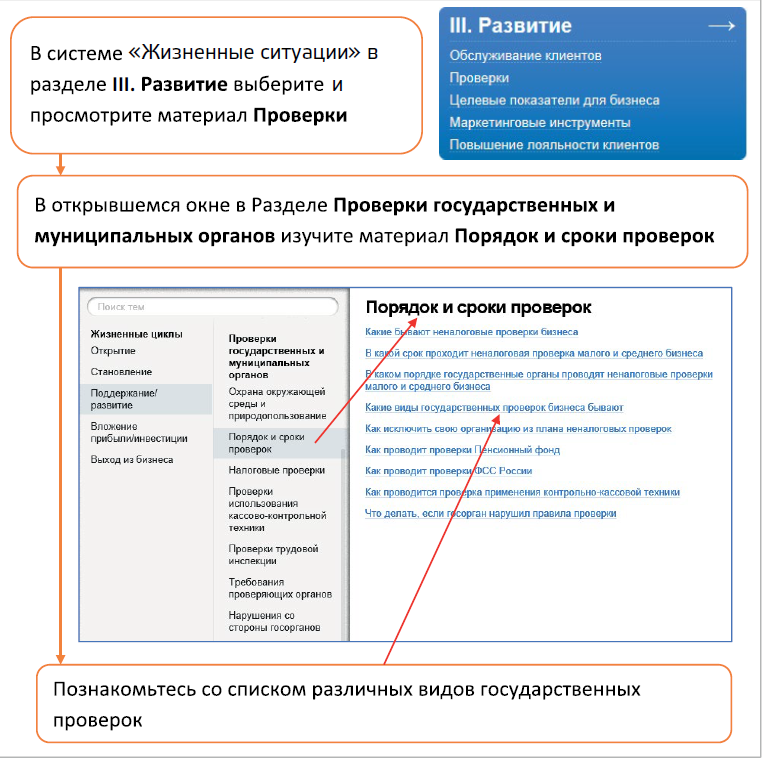 В системе «Жизненные ситуации» в
разделе III. Развитие выберите и
просмотрите материал Проверки
III. Развитие
Обслуживание клиентов
Проверки
Целевые показатели для бизнеса
Маркетинговые инструменты
Повышение лояльности клиентов
В открывшемся окне в Разделе Проверки государственных и
муниципальных органов изучите материал Порядок и сроки проверок
Поиск тем
Жизненные циклы
Открытие
Становление
Поддержание/
развитие
Вложение
прибыли/инвестиции
Выход из бизнеса
Проверки
государственных и
муниципальных
органов
Охрана окружающей
среды и
природопользование
Порядок и сроки
проверок
Налоговые проверки
Проверки
использования
кассово-контрольной
техники
Проверки трудовой
инспекции
Требования
проверяющих органов
Нарушения со
стороны госорганов
Порядок и сроки проверок
Какие бывают неналоговые проверки бизнеса
В какой срок проходит неналоговая проверка малого и среднего бизнеса
В каком порядке государственные органы проводят неналоговые проверки
малого и среднего бизнеса
Какие виды государственных проверок бизнеса бывают
Как исключить свою организацию из плана неналоговых проверок
Как проводит проверки Пенсионный фонд
Как проводит проверки ФСС России
Как проводится проверка применения контрольно-кассовой техники
Что делать, если госорган нарушил правила проверки
Познакомьтесь со списком различных видов государственных
проверок